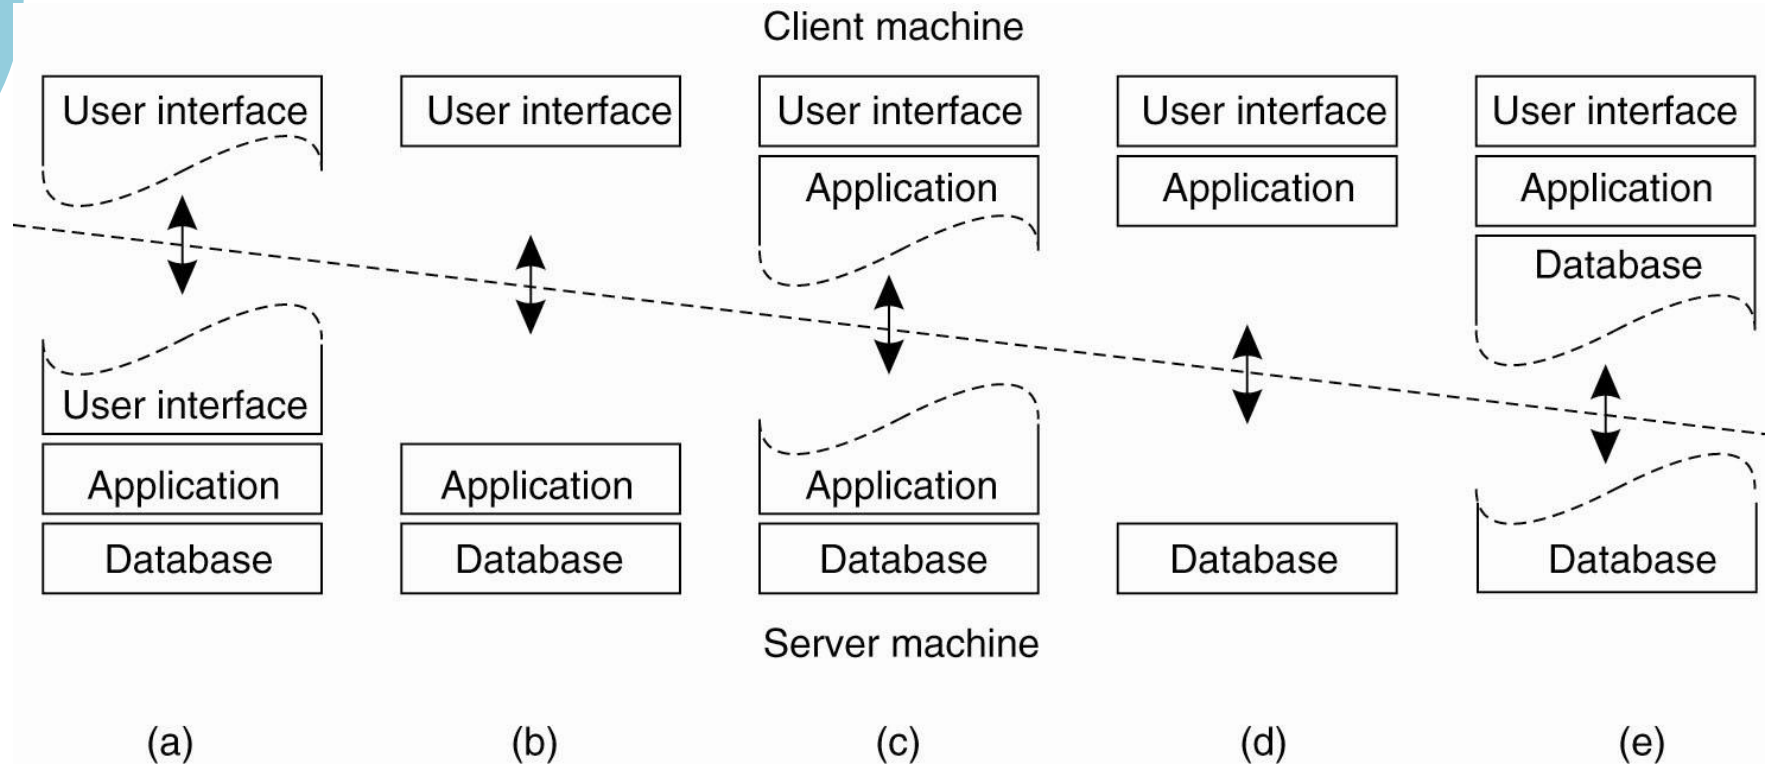 Client machine
User interface
User interface
User interface
User interface
User interface
Application
Application
Application
Database
User interface
Application
Application
Application
Database
Database
Database
Database
Database
Server machine
(a)
(b)
(c)
(d)
(e)